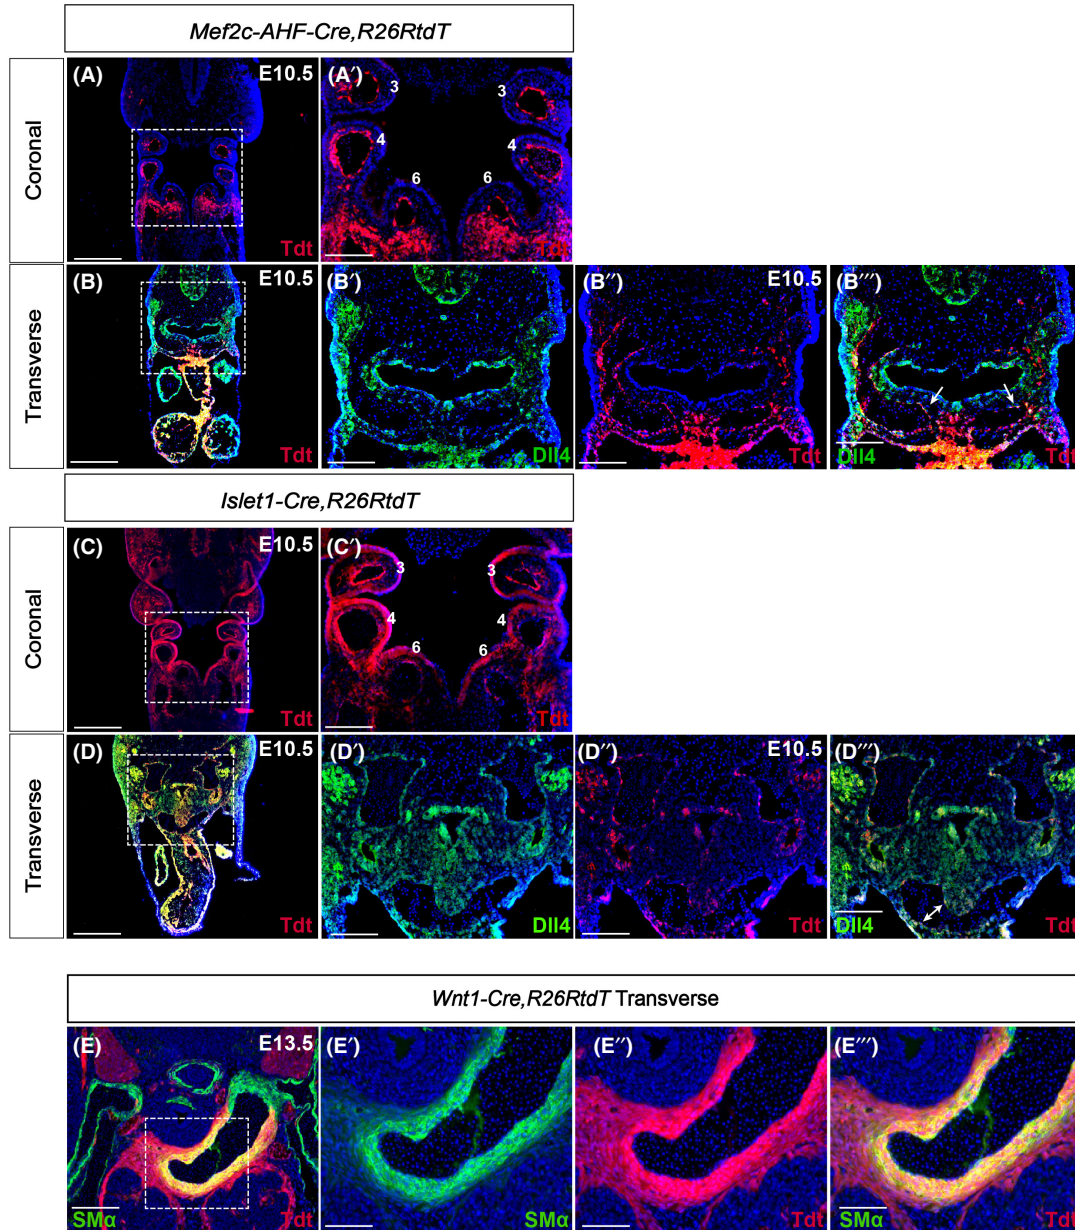 Mef2c-AHF-Cre,R26RtdT
Coronal
(A) E10.5 Tdt
(A′) 3 3 4 4 6 6 Tdt
Transverse
(B) E10.5 Tdt
(B′) Dll4
(B′′) E10.5 Tdt
(B′′′) Dll4 Tdt
Islet1-Cre,R26RtdT
Coronal
(C) E10.5 Tdt
(C′) 3 3 4 4 6 6 Tdt
Transverse
(D) E10.5 Tdt
(D′) Dll4
(D′′) E10.5 Tdt
(D′′′) Dll4 Tdt
Wnt1-Cre,R26RtdT Transverse
(E) E13.5 SMα Tdt
(E′) SMα
(E′′) Tdt
(E′′′) SMα Tdt